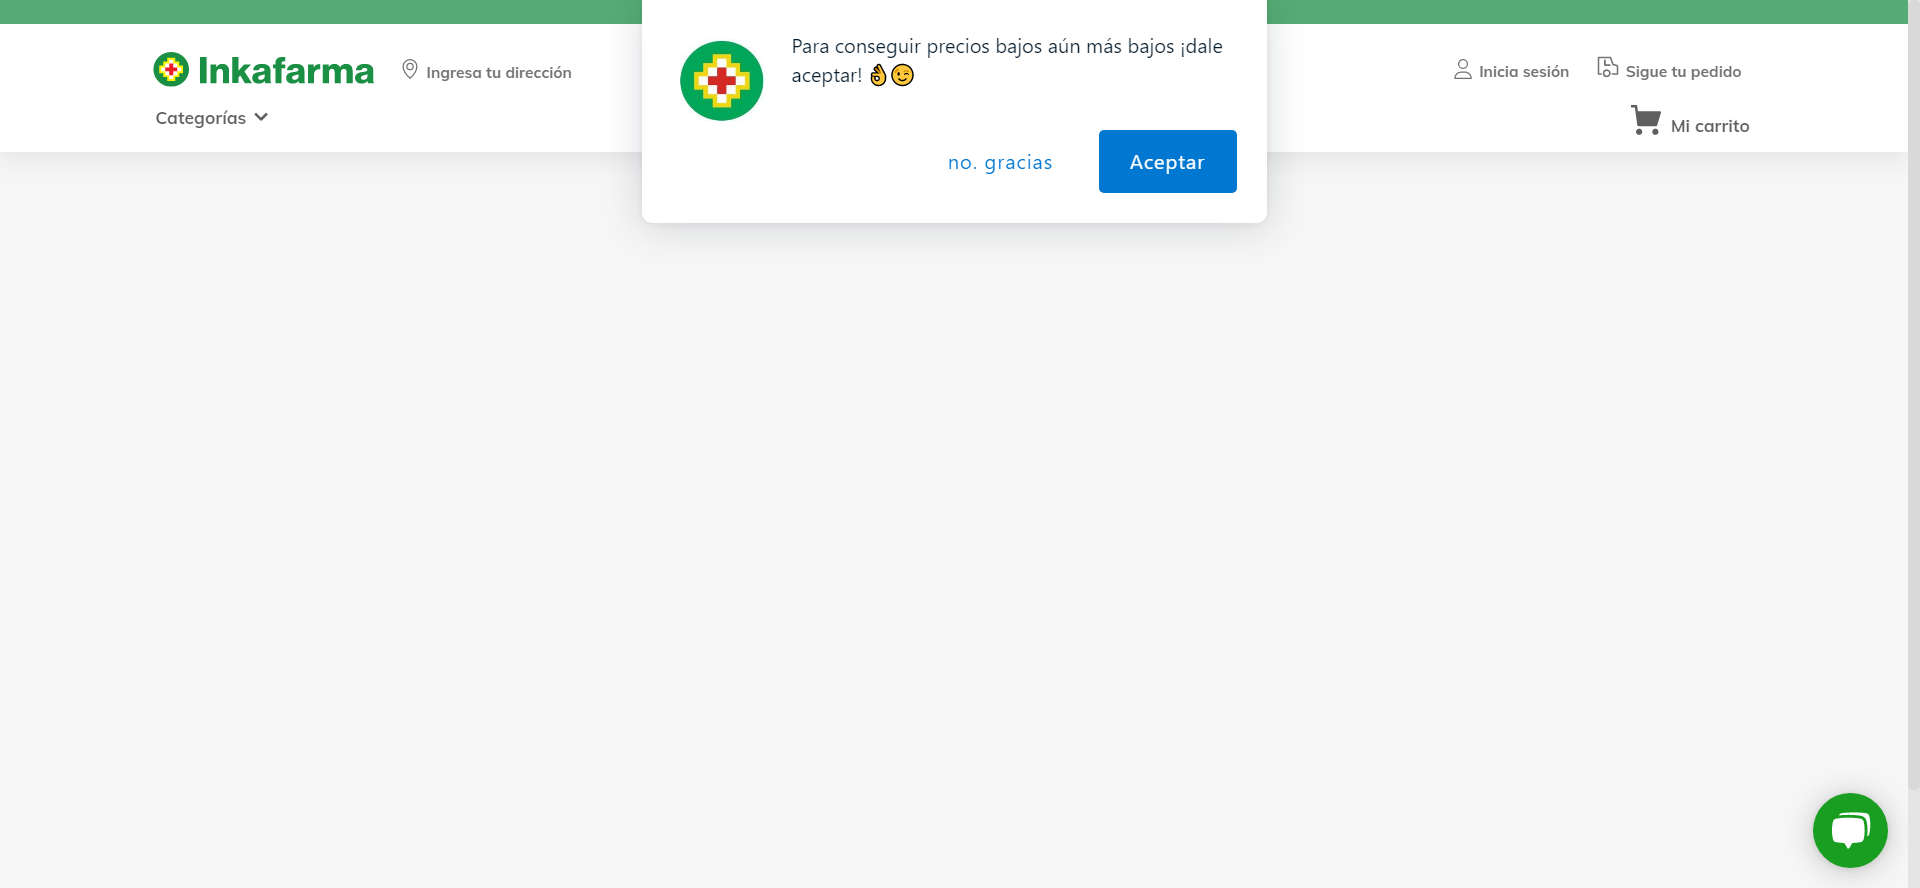 Inkafarma
Ingresa tu dirección
Para conseguir precios bajos aún más bajos ¡dale
aceptar! 👌😉
no. gracias
Aceptar
Inicia sesión
Sigue tu pedido
Categorías
Mi carrito